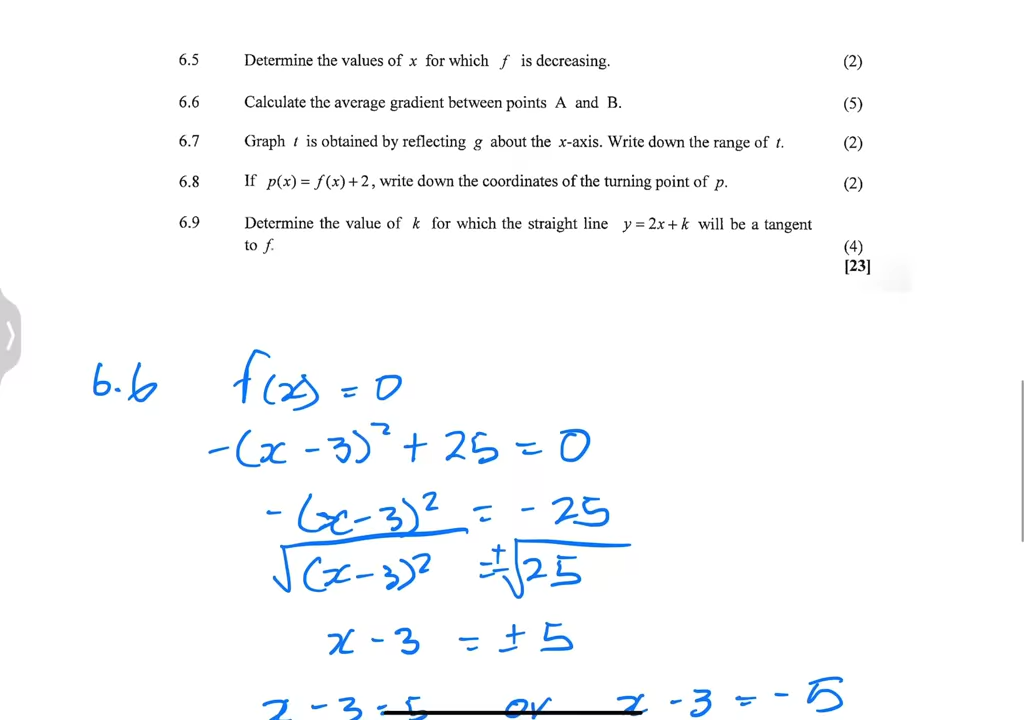 6.5 Determine the values of x for which f is decreasing. (2)
6.6 Calculate the average gradient between points A and B. (5)
6.7 Graph t is obtained by reflecting g about the x-axis. Write down the range of t. (2)
6.8 If p(x) = f(x) + 2, write down the coordinates of the turning point of p. (2)
6.9 Determine the value of k for which the straight line y = 2x + k will be a tangent
to f. (4)
[23]
6.6 f(x) = 0
-(x - 3)² + 25 = 0
-(x - 3)² = -25
√(x - 3)² = ±√25
x - 3 = ± 5
x - 3 = 5 or x - 3 = - 5